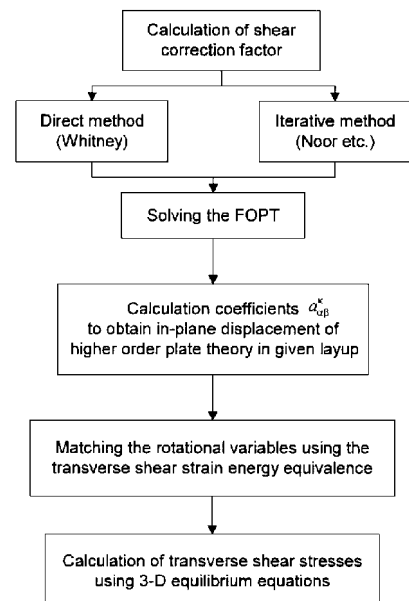 Calculation of shear
correction factor
Direct method
(Whitney)
Iterative method
(Noor etc.)
Solving the FOPT
Calculation coefficients a^κ_αβ
to obtain in-plane displacement of
higher order plate theory in given layup
Matching the rotational variables using the
transverse shear strain energy equivalence
Calculation of transverse shear stresses
using 3-D equilibrium equations